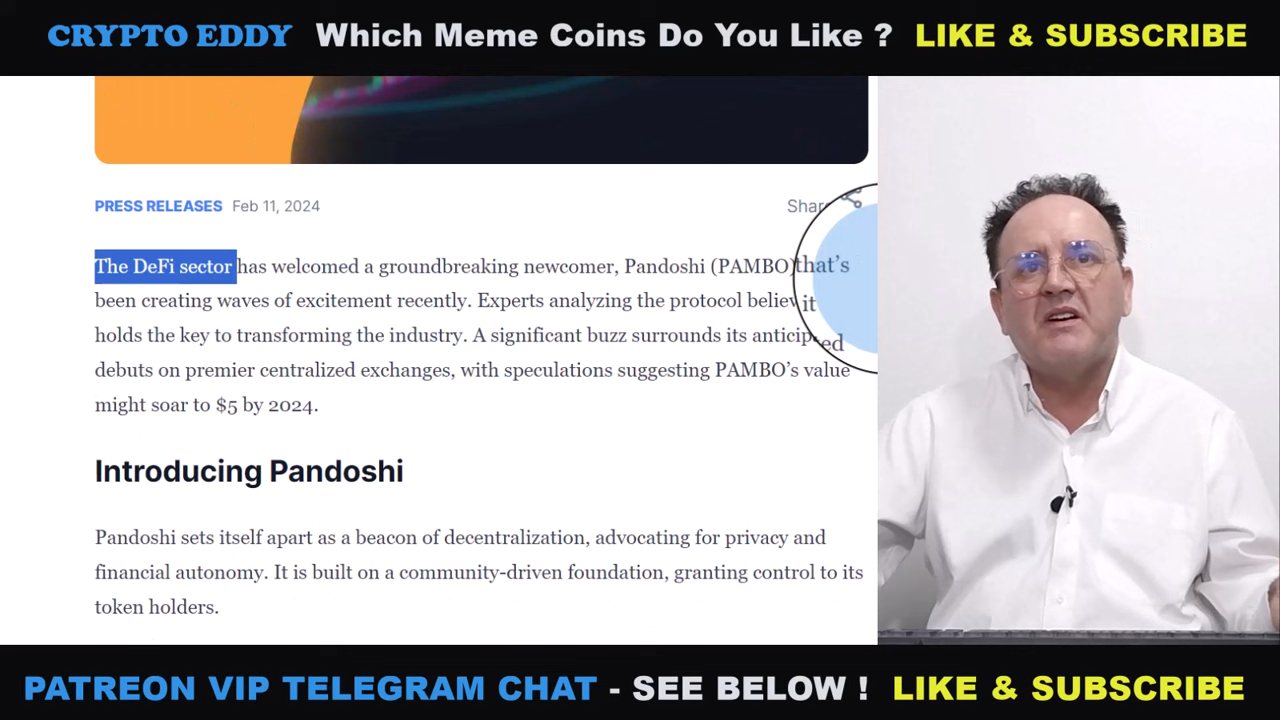 CRYPTO EDDY Which Meme Coins Do You Like ? LIKE & SUBSCRIBE
PRESS RELEASES Feb 11, 2024 Share
The DeFi sector has welcomed a groundbreaking newcomer, Pandoshi (PAMBO) that's
been creating waves of excitement recently. Experts analyzing the protocol believ it
holds the key to transforming the industry. A significant buzz surrounds its anticip ed
debuts on premier centralized exchanges, with speculations suggesting PAMBO's value
might soar to $5 by 2024.
Introducing Pandoshi
Pandoshi sets itself apart as a beacon of decentralization, advocating for privacy and
financial autonomy. It is built on a community-driven foundation, granting control to its
token holders.
PATREON VIP TELEGRAM CHAT - SEE BELOW ! LIKE & SUBSCRIBE